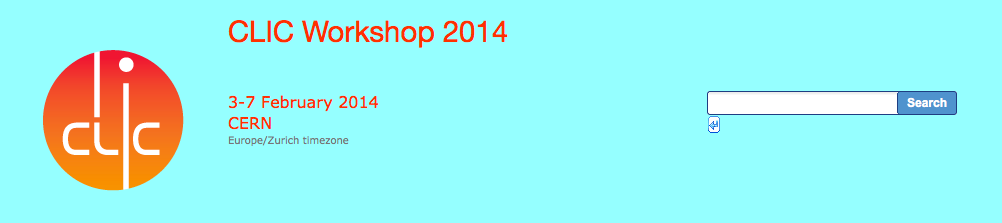 CLIC Workshop 2014
clic
3-7 February 2014
CERN
Europe/Zurich timezone
Search